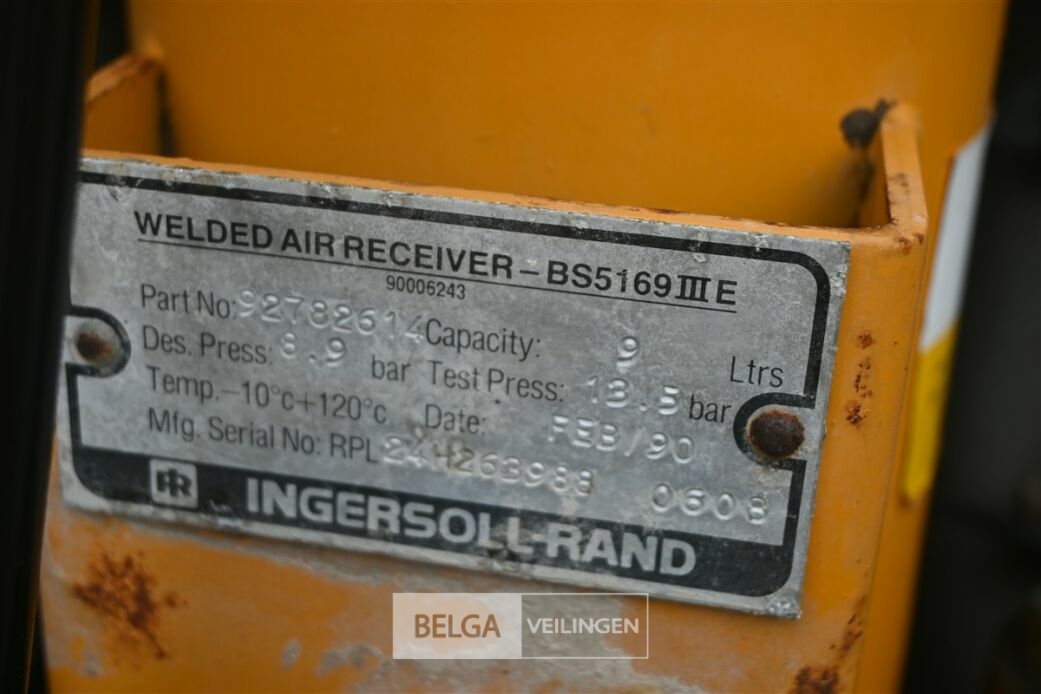 WELDED AIR RECEIVER – BS5169 III E
90006243
Part No: 92782614 Capacity: 9 Ltrs
Des. Press: 8.9 bar Test Press: 13.5 bar
Temp. –10°c+120°c Date: FEB/90
Mfg. Serial No: RPL 24H263988 0608
IR INGERSOLL-RAND
BELGA VEILINGEN